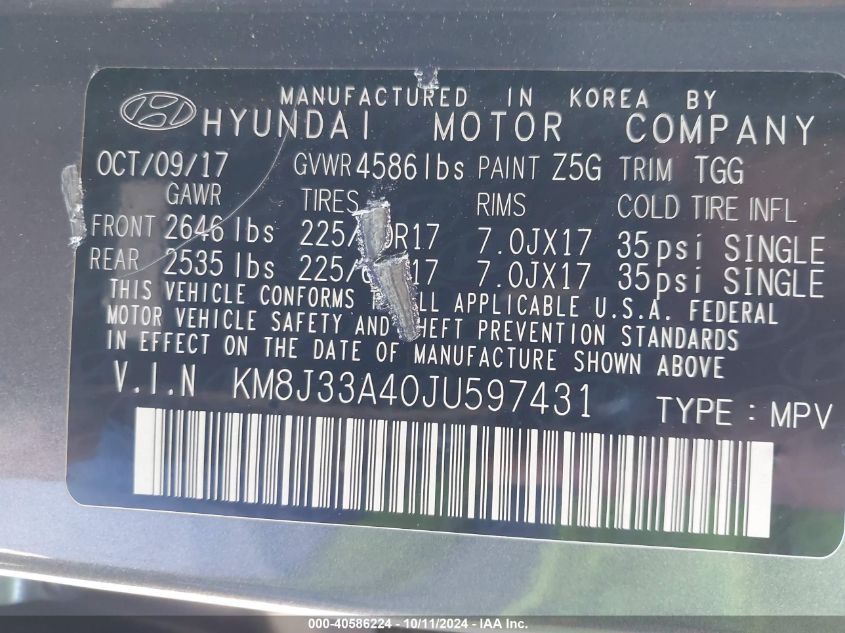 MANUFACTURED IN KOREA BY
HYUNDAI MOTOR COMPANY
OCT/09/17 GVWR 4586 lbs PAINT Z5G TRIM TGG
GAWR TIRES RIMS COLD TIRE INFL
FRONT 2646 lbs 7.0JX17 35psi SINGLE
REAR 2535 lbs 7.0JX17 35psi SINGLE
THIS VEHICLE CONFORMS APPLICABLE U.S.A. FEDERAL
MOTOR VEHICLE SAFETY AND THEFT PREVENTION STANDARDS
IN EFFECT ON THE DATE OF MANUFACTURE SHOWN ABOVE
V.I.N KM8J33A40JU597431 TYPE : MPV
000-40586224 - 10/11/2024 - IAA Inc.